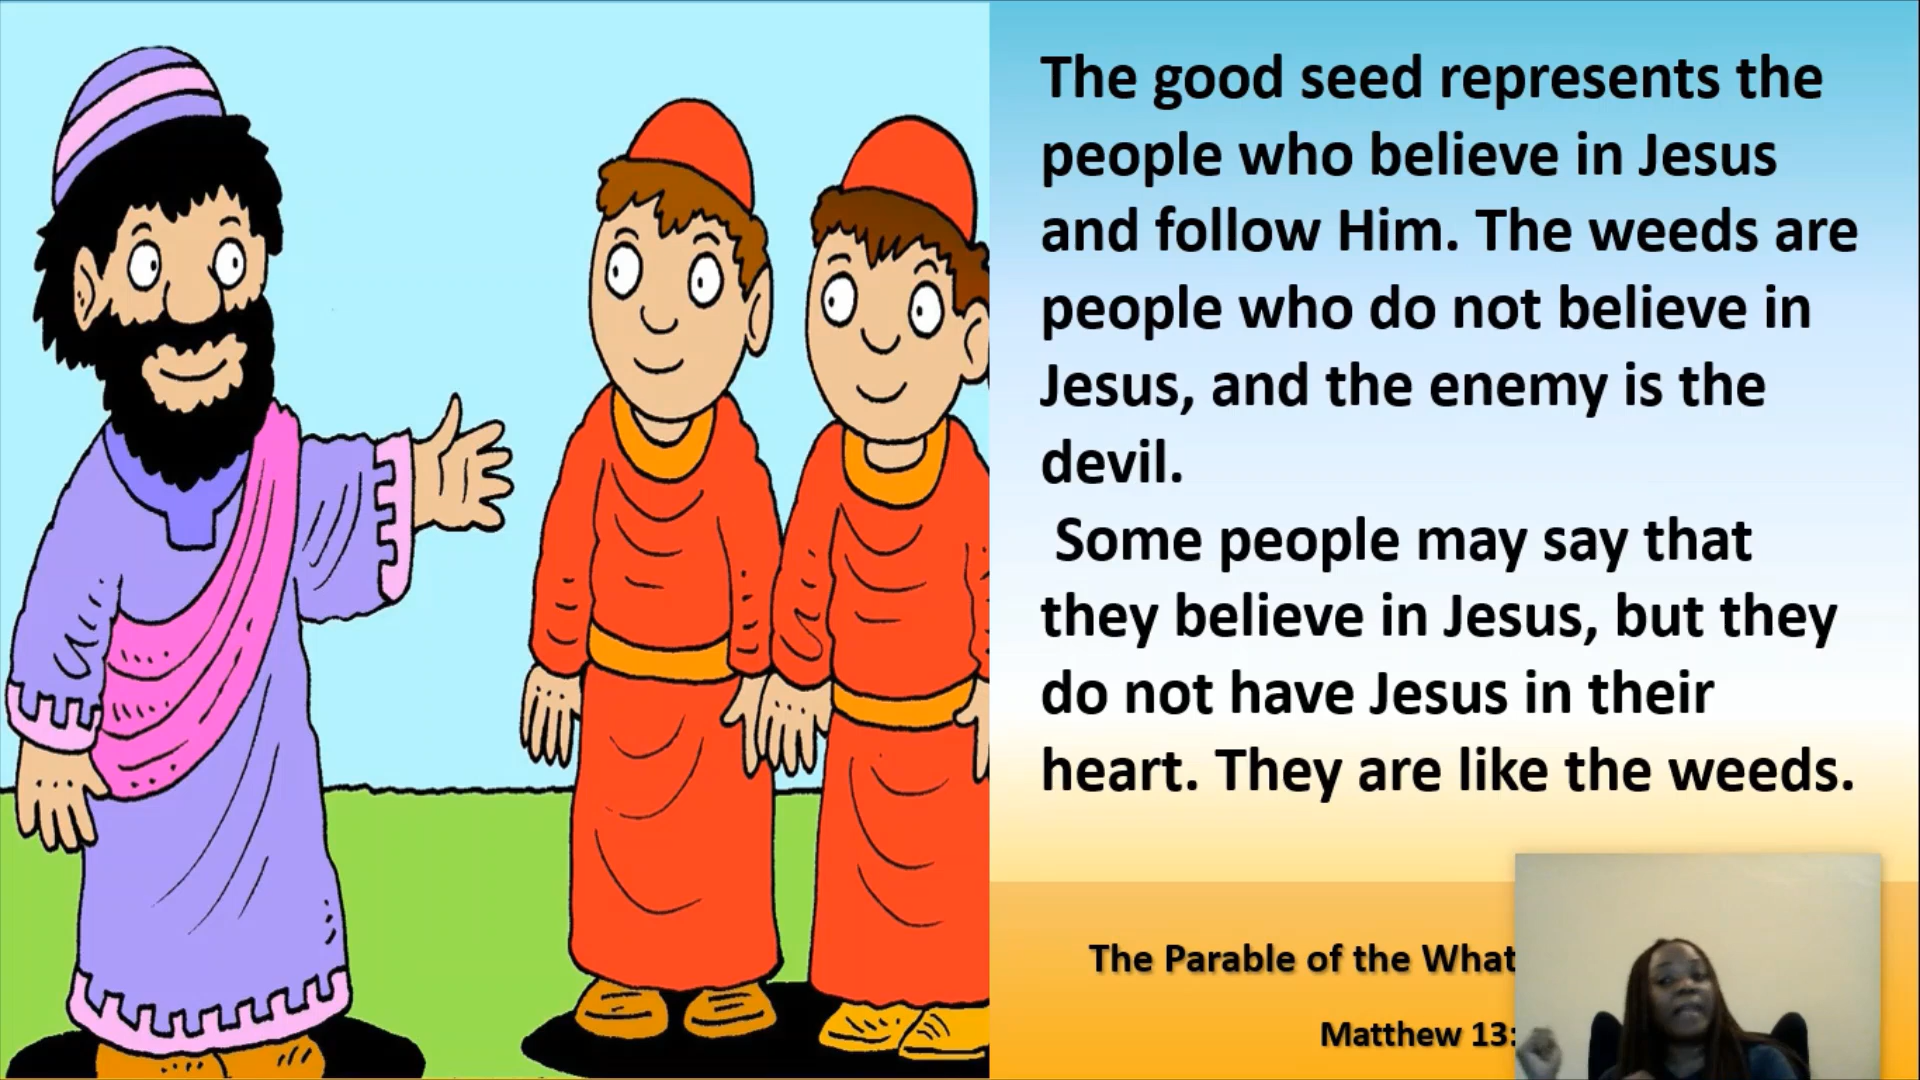 The good seed represents the
people who believe in Jesus
and follow Him. The weeds are
people who do not believe in
Jesus, and the enemy is the
devil.
Some people may say that
they believe in Jesus, but they
do not have Jesus in their
heart. They are like the weeds.
The Parable of the What
Matthew 13: